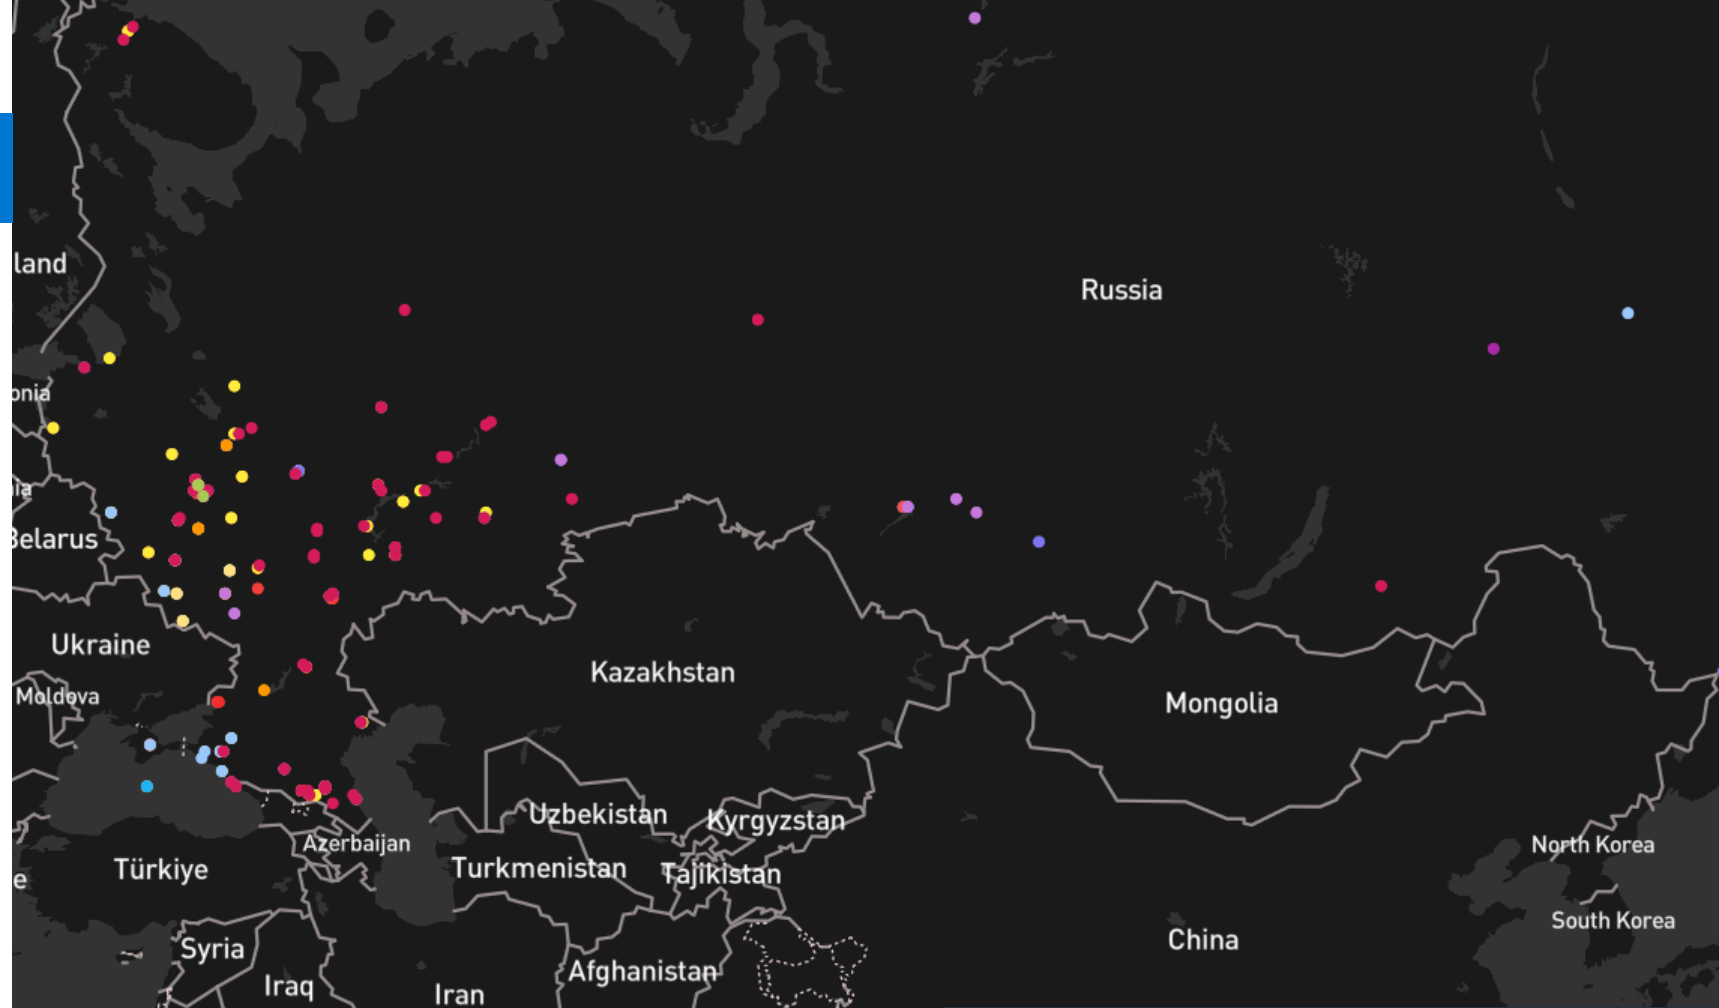 land
Russia
onia
ia
Belarus
Ukraine
Kazakhstan
Moldova
Mongolia
Uzbekistan
Kyrgyzstan
Azerbaijan
North Korea
Türkiye
Turkmenistan
Tajikistan
e
South Korea
Syria
China
Afghanistan
Iraq
Iran